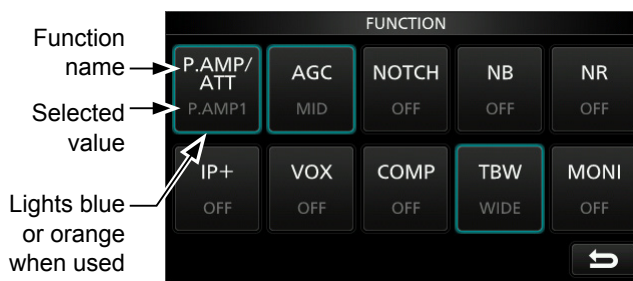 FUNCTION
Function
name
P.AMP/
ATT
AGC
NOTCH
NB
NR
Selected
value
P.AMP1
MID
OFF
OFF
OFF
IP+
VOX
COMP
TBW
MONI
Lights blue
or orange
when used
OFF
OFF
OFF
WIDE
OFF